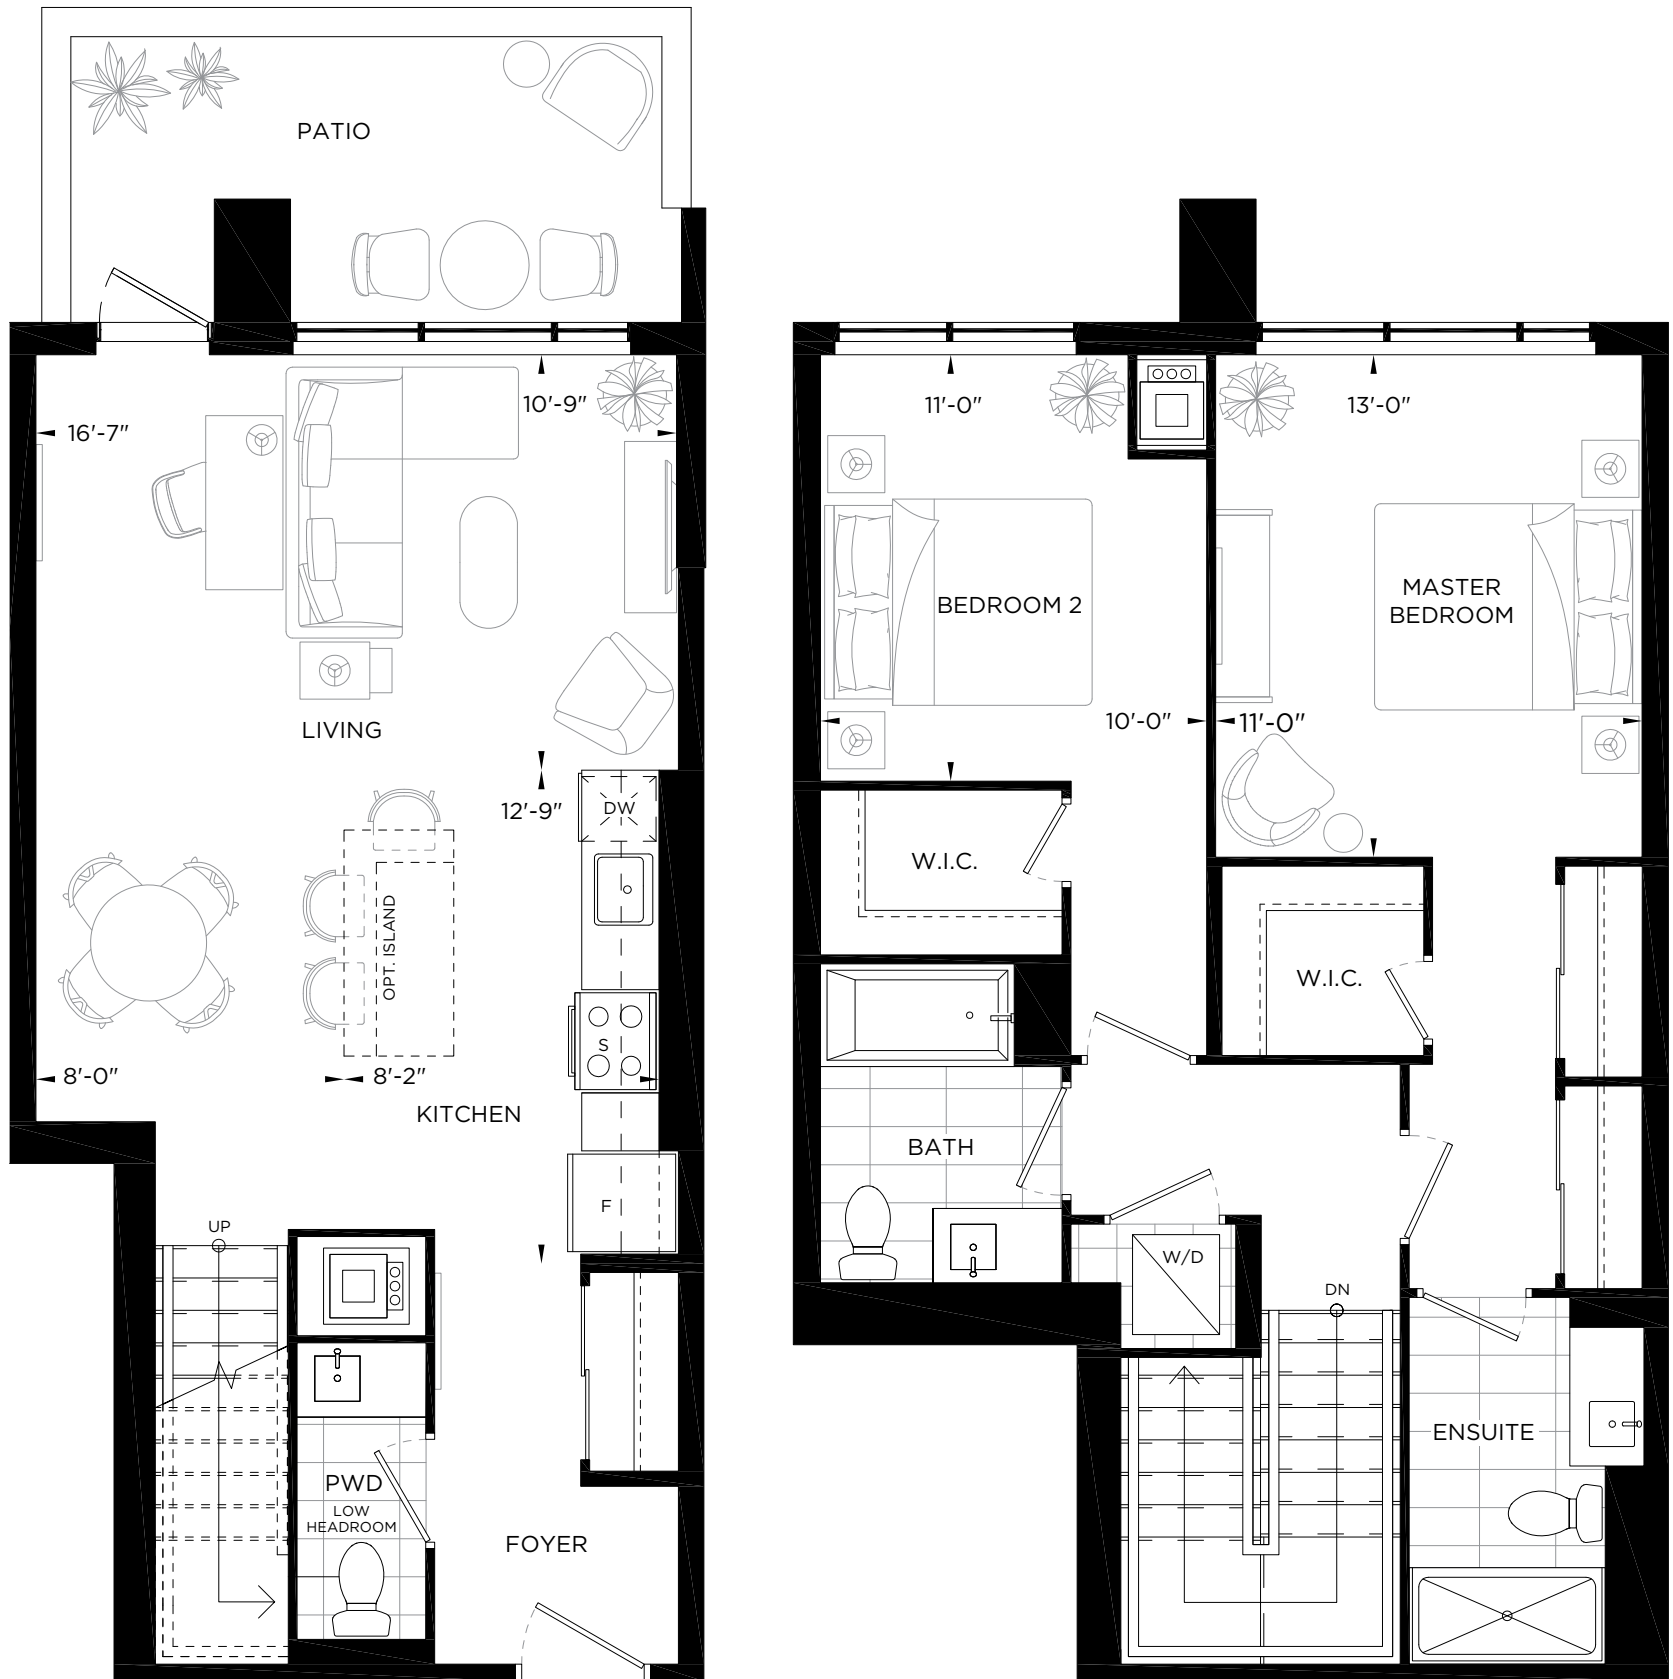 PATIO
16'-7"
10'-9"
LIVING
12'-9"
DW
OPT. ISLAND
S
8'-0"
8'-2"
KITCHEN
F
UP
PWD
LOW
HEADROOM
FOYER
11'-0"
13'-0"
BEDROOM 2
MASTER
BEDROOM
10'-0"
11'-0"
W.I.C.
W.I.C.
BATH
W/D
DN
ENSUITE